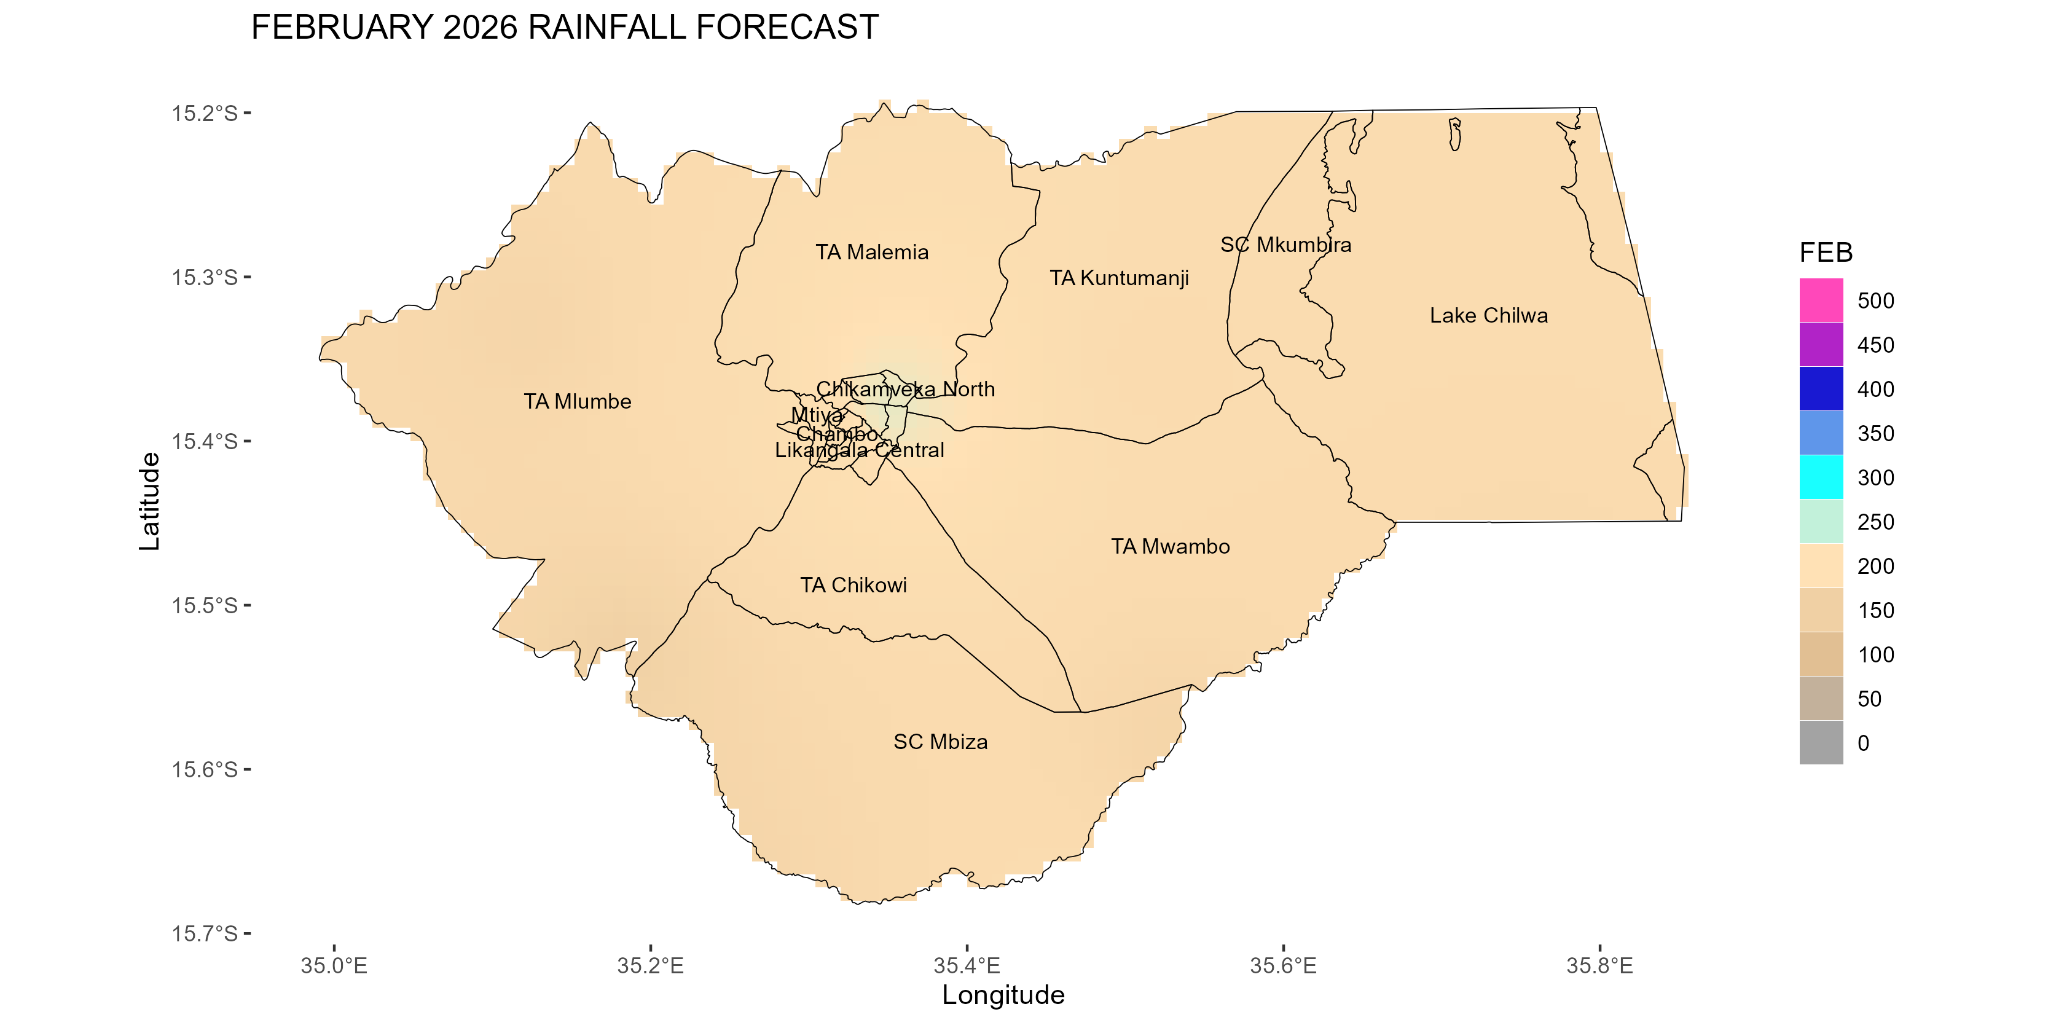 FEBRUARY 2026 RAINFALL FORECAST
15.2°S
15.3°S
15.4°S
15.5°S
15.6°S
15.7°S
Latitude
TA Malemia
SC Mkumbira
TA Kuntumanji
Lake Chilwa
Chikamveka North
TA Mlumbe
Mtiya
Chambo
Likangala Central
TA Mwambo
TA Chikowi
SC Mbiza
35.0°E
35.2°E
35.4°E
35.6°E
35.8°E
Longitude
FEB
500
450
400
350
300
250
200
150
100
50
0